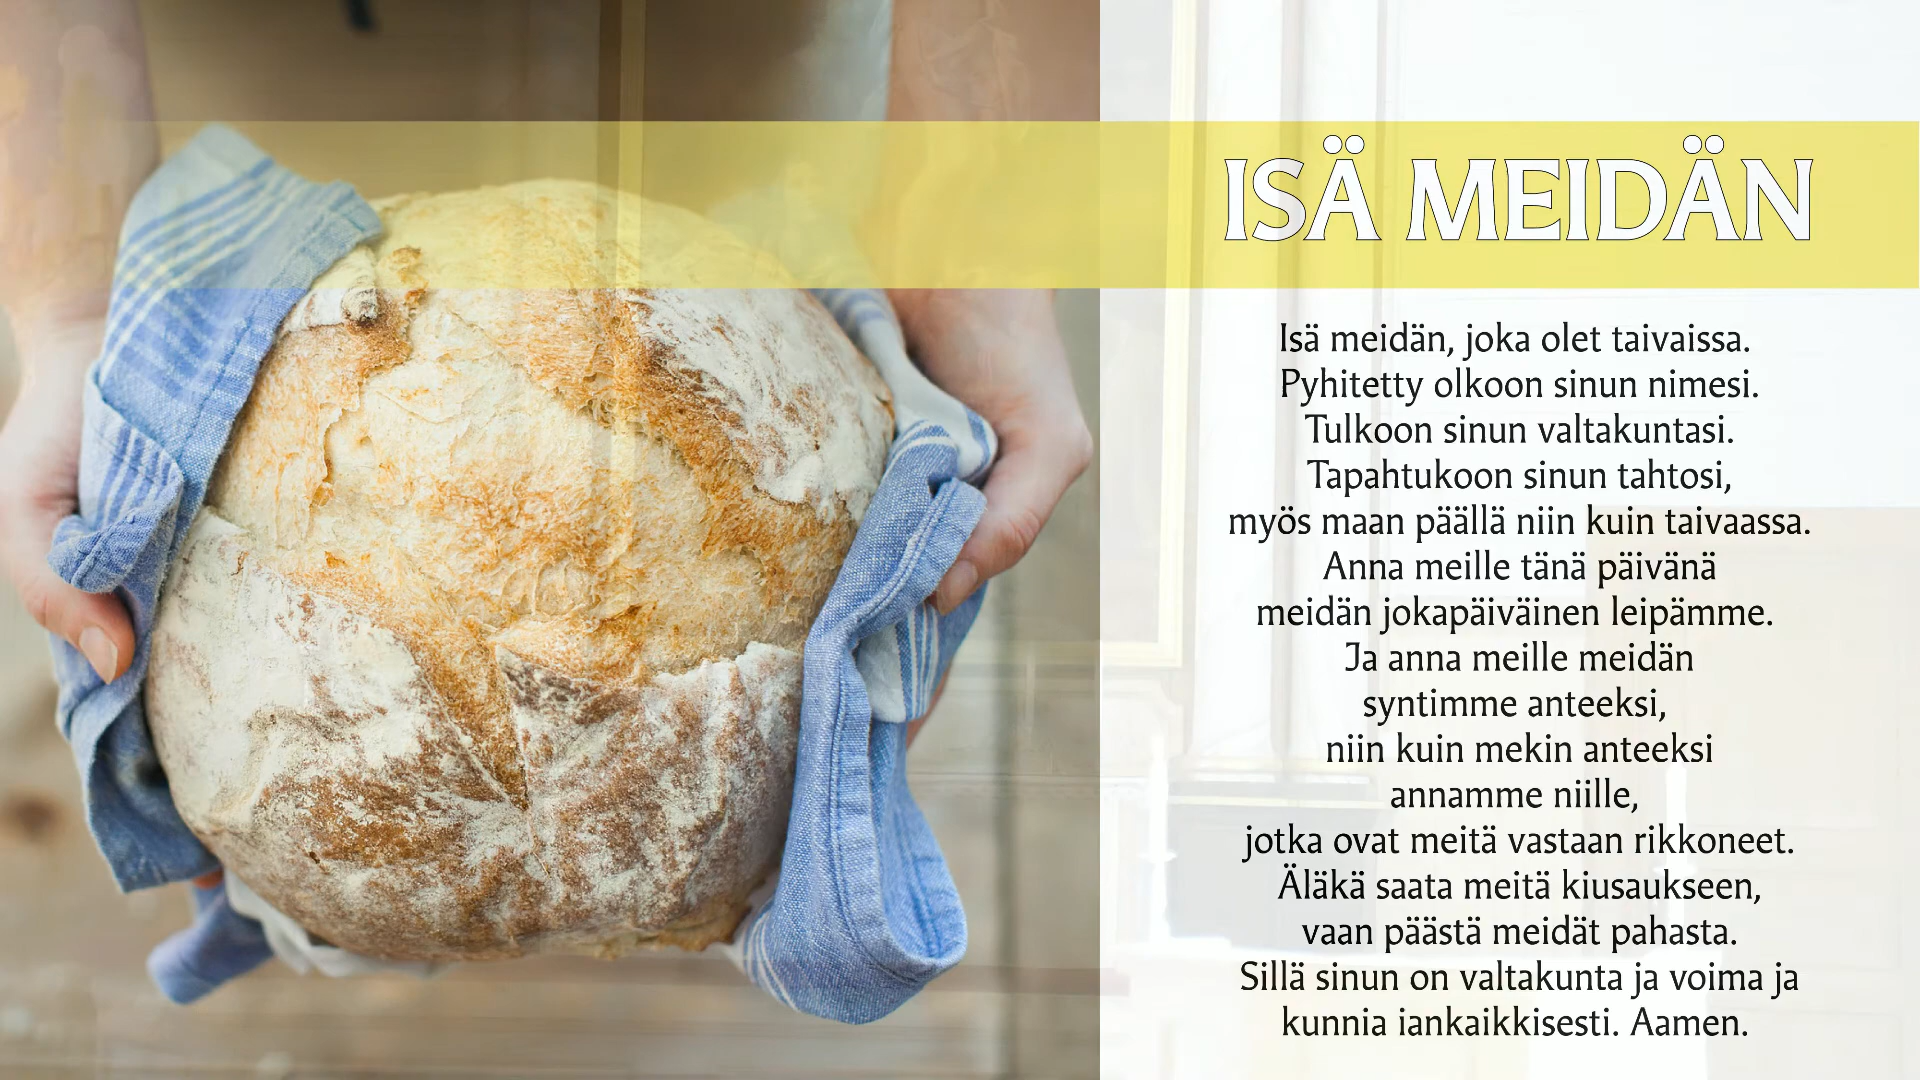 ISÄ MEIDÄN
Isä meidän, joka olet taivaissa.
Pyhitetty olkoon sinun nimesi.
Tulkoon sinun valtakuntasi.
Tapahtukoon sinun tahtosi,
myös maan päällä niin kuin taivaassa.
Anna meille tänä päivänä
meidän jokapäiväinen leipämme.
Ja anna meille meidän
syntimme anteeksi,
niin kuin mekin anteeksi
annamme niille,
jotka ovat meitä vastaan rikkoneet.
Äläkä saata meitä kiusaukseen,
vaan päästä meidät pahasta.
Sillä sinun on valtakunta ja voima ja
kunnia iankaikkisesti. Aamen.